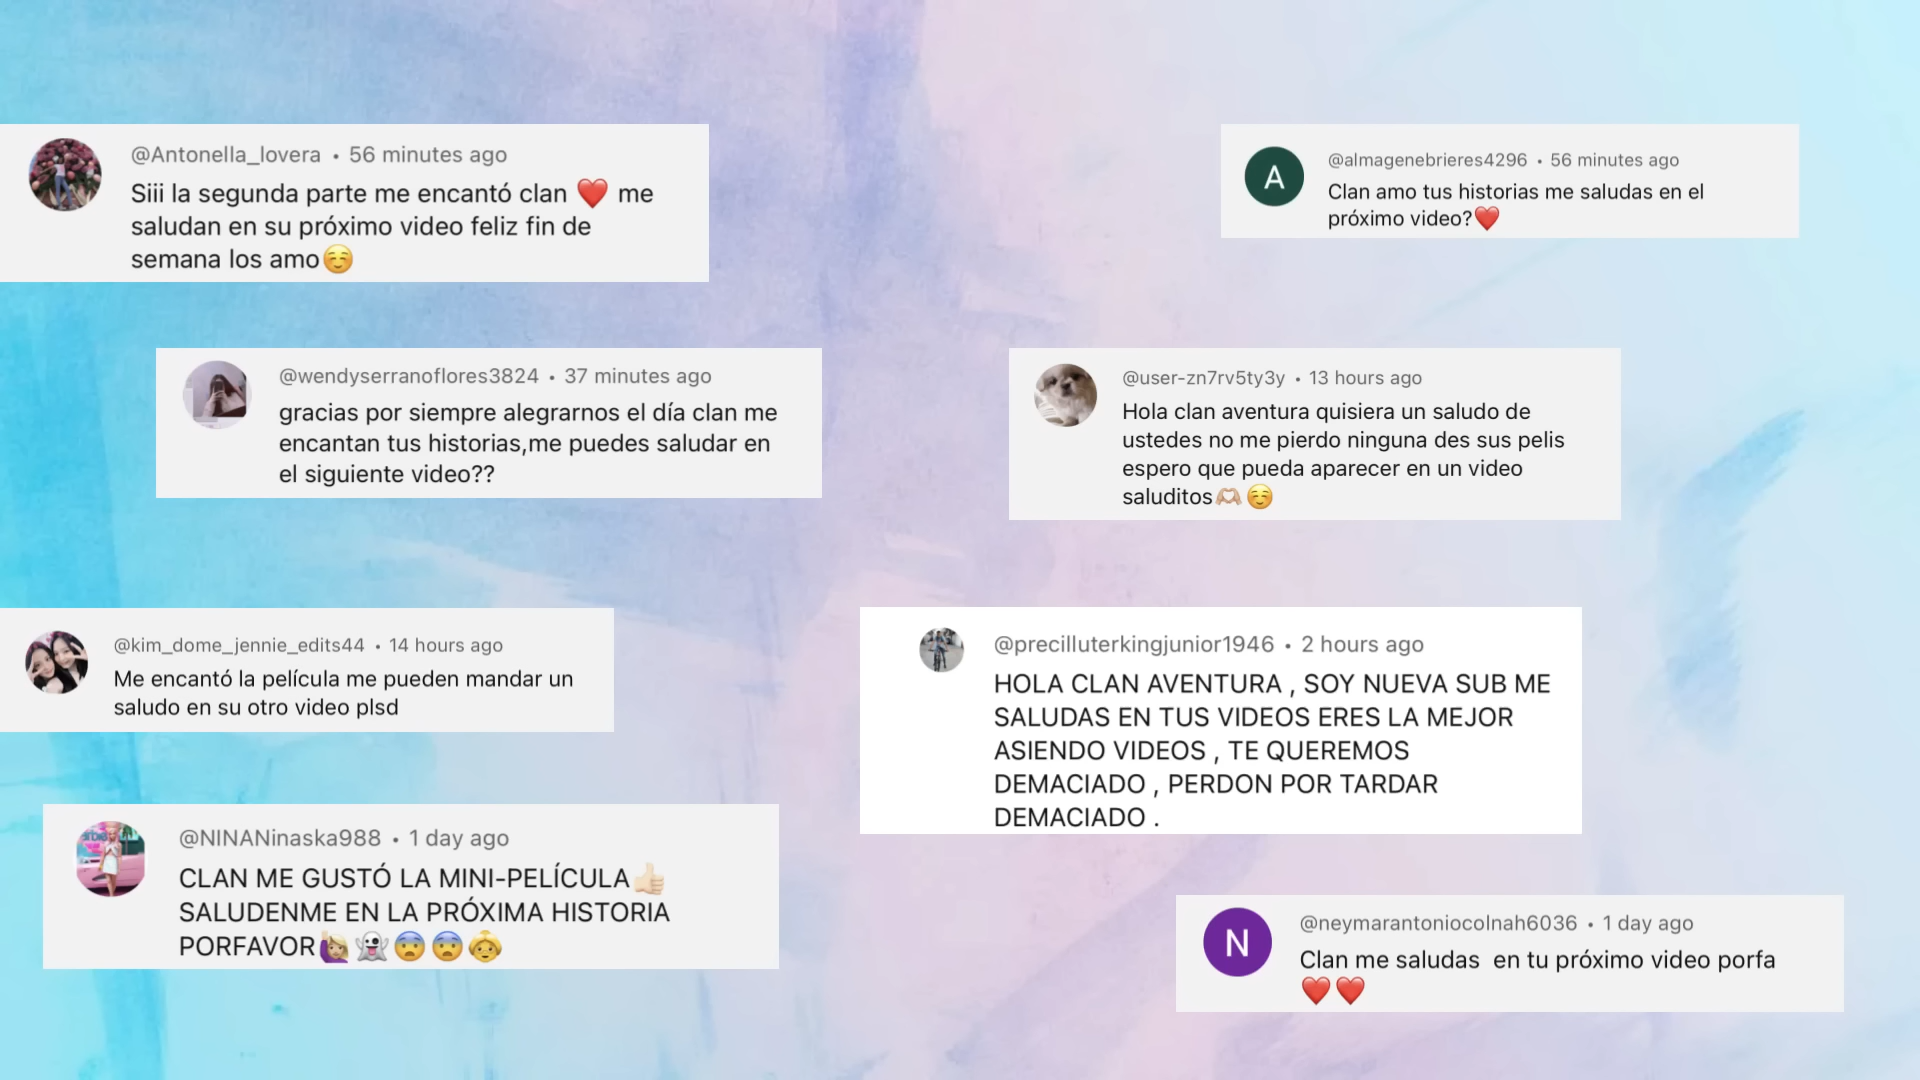 @Antonella_lovera • 56 minutes ago
Siii la segunda parte me encantó clan ❤️ me
saludan en su próximo video feliz fin de
semana los amo☺️
A
@almagenebrieres4296 • 56 minutes ago
Clan amo tus historias me saludas en el
próximo video?❤️
@wendyserranoflores3824 • 37 minutes ago
gracias por siempre alegrarnos el día clan me
encantan tus historias,me puedes saludar en
el siguiente video??
@user-zn7rv5ty3y • 13 hours ago
Hola clan aventura quisiera un saludo de
ustedes no me pierdo ninguna des sus pelis
espero que pueda aparecer en un video
saluditos🫶🏼☺️
@kim_dome_jennie_edits44 • 14 hours ago
Me encantó la película me pueden mandar un
saludo en su otro video plsd
@precilluterkingjunior1946 • 2 hours ago
HOLA CLAN AVENTURA , SOY NUEVA SUB ME
SALUDAS EN TUS VIDEOS ERES LA MEJOR
ASIENDO VIDEOS , TE QUEREMOS
DEMACIADO , PERDON POR TARDAR
DEMACIADO .
@NINANinaska988 • 1 day ago
CLAN ME GUSTÓ LA MINI-PELÍCULA👍🏻
SALUDENME EN LA PRÓXIMA HISTORIA
PORFAVOR🙋🏼‍♀️👻😨😨👵
N
@neymarantoniocolnah6036 • 1 day ago
Clan me saludas  en tu próximo video porfa
❤️❤️